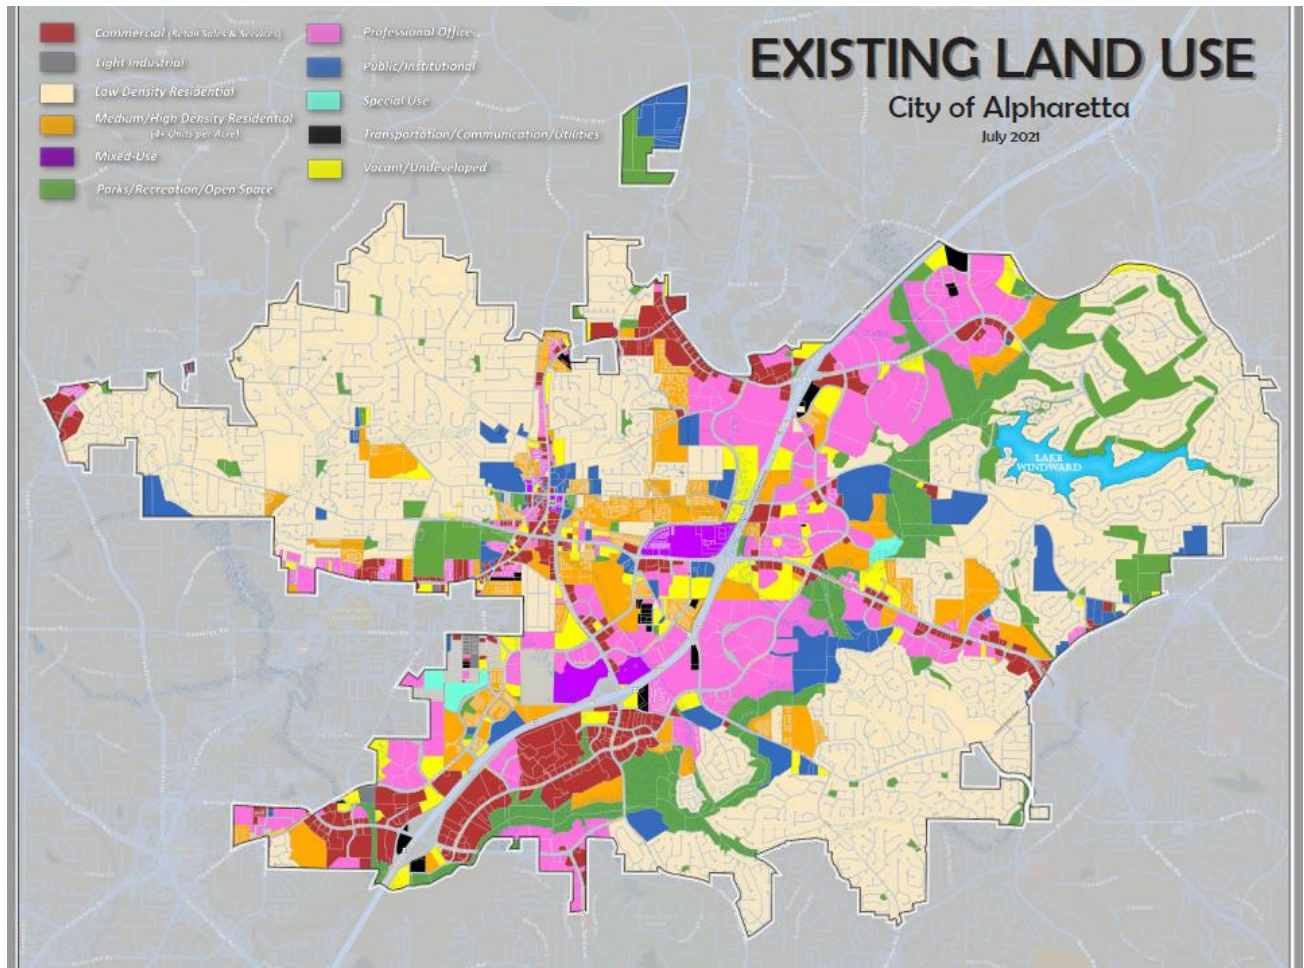 EXISTING LAND USE
City of Alpharetta
July 2021
Commercial (Retail Sales & Services)
Light Industrial
Low Density Residential
Medium/High Density Residential
(4+ Units per Acre)
Mixed-Use
Parks/Recreation/Open Space
Professional Office
Public/Institutional
Special Use
Transportation/Communication/Utilities
Vacant/Undeveloped
LAKE
WINDWARD